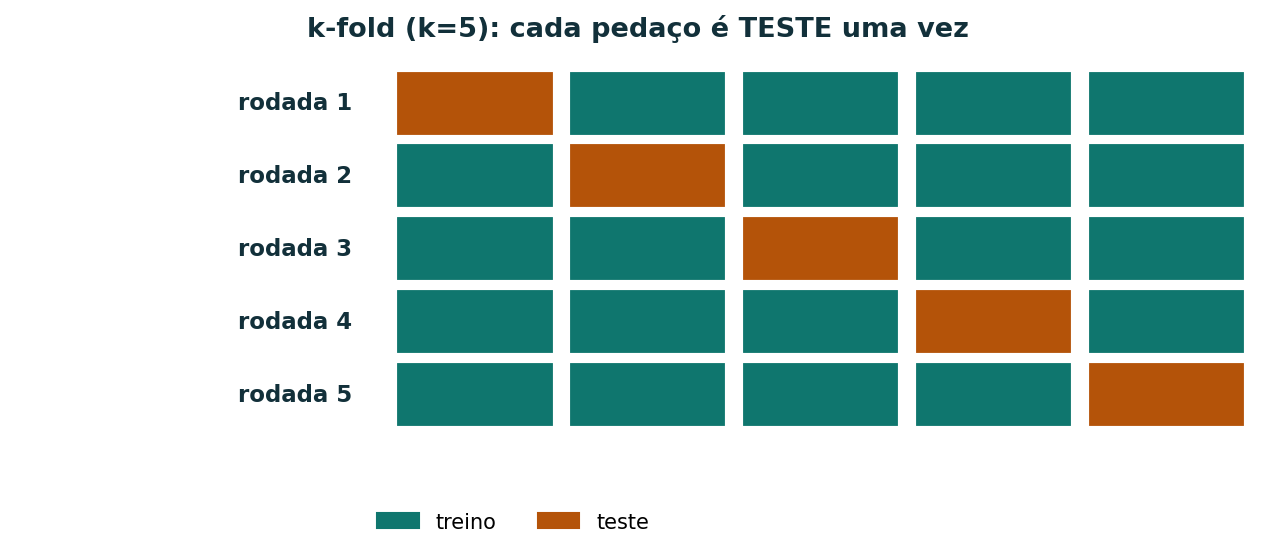 k-fold (k=5): cada pedaço é TESTE uma vez
rodada 1
rodada 2
rodada 3
rodada 4
rodada 5
treino teste